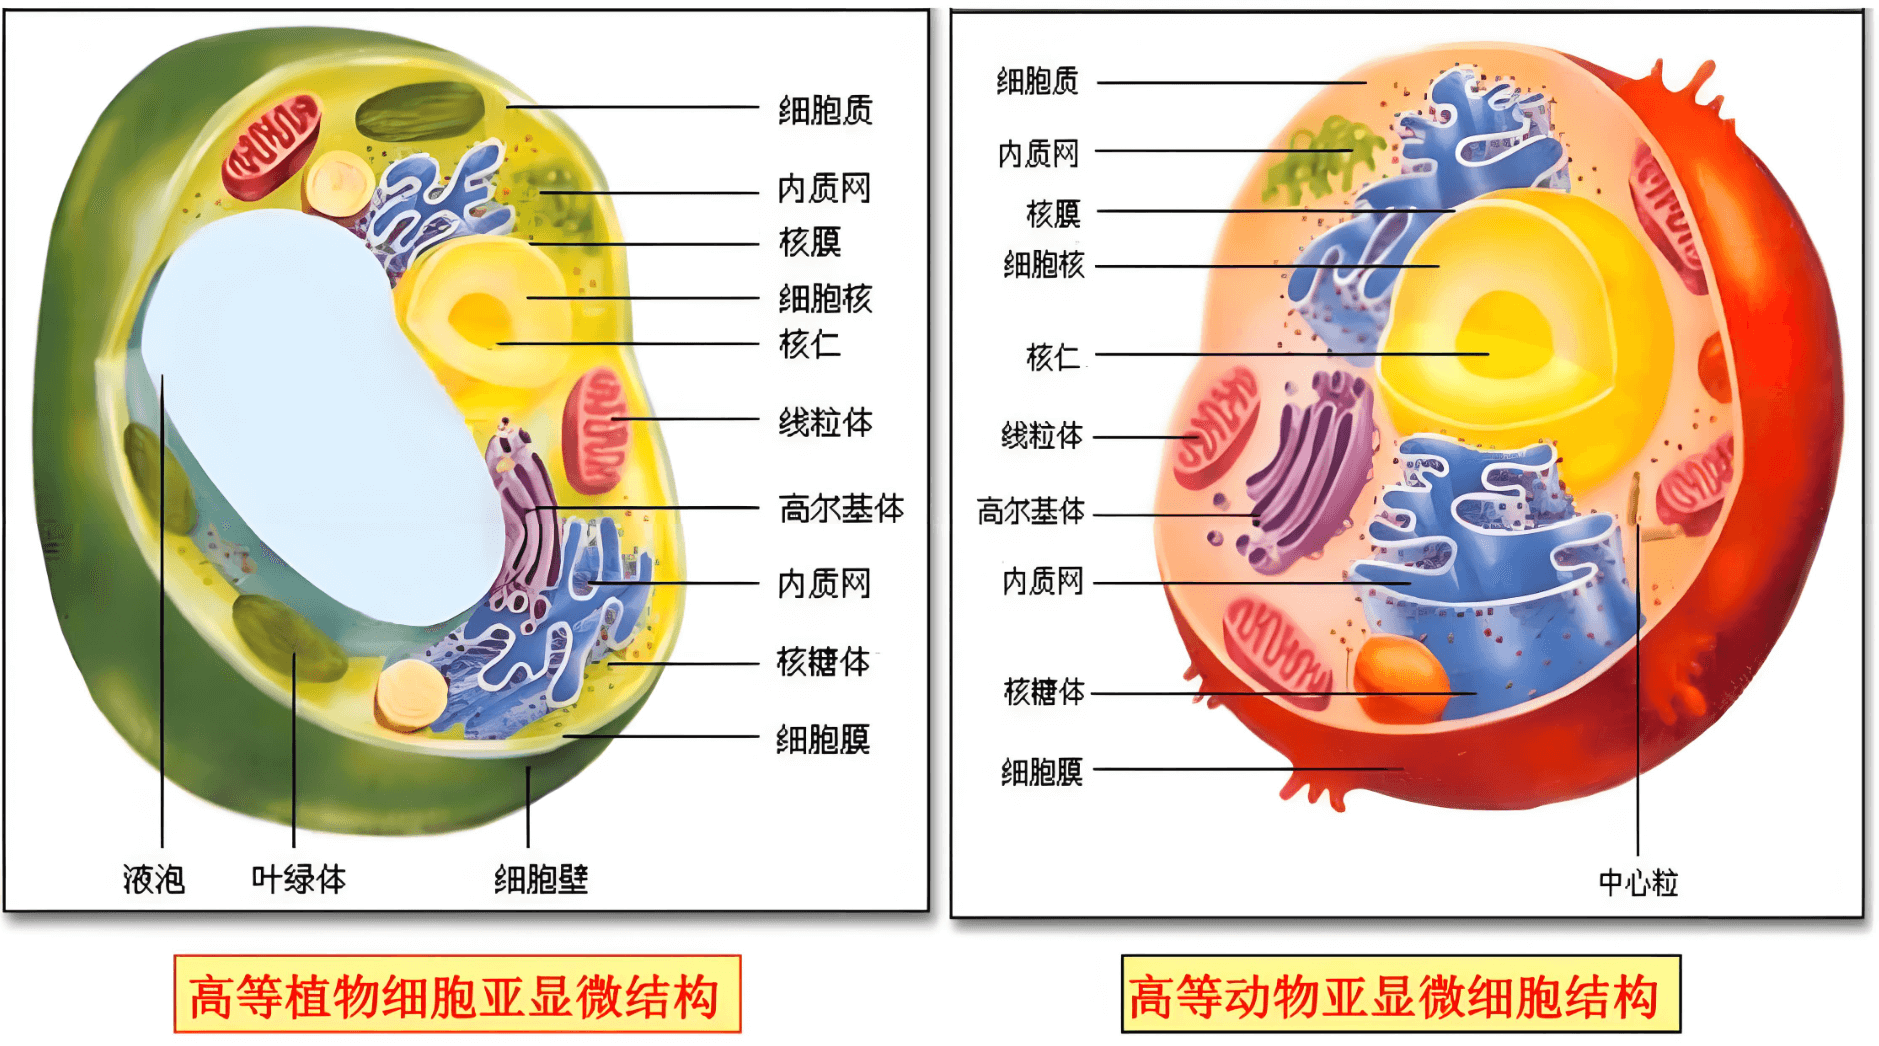 细胞质
内质网
核膜
细胞核
核仁
线粒体
高尔基体
内质网
核糖体
细胞膜
液泡
叶绿体
细胞壁
高等植物细胞亚显微结构
细胞质
内质网
核膜
细胞核
核仁
线粒体
高尔基体
内质网
核糖体
细胞膜
中心粒
高等动物亚显微细胞结构